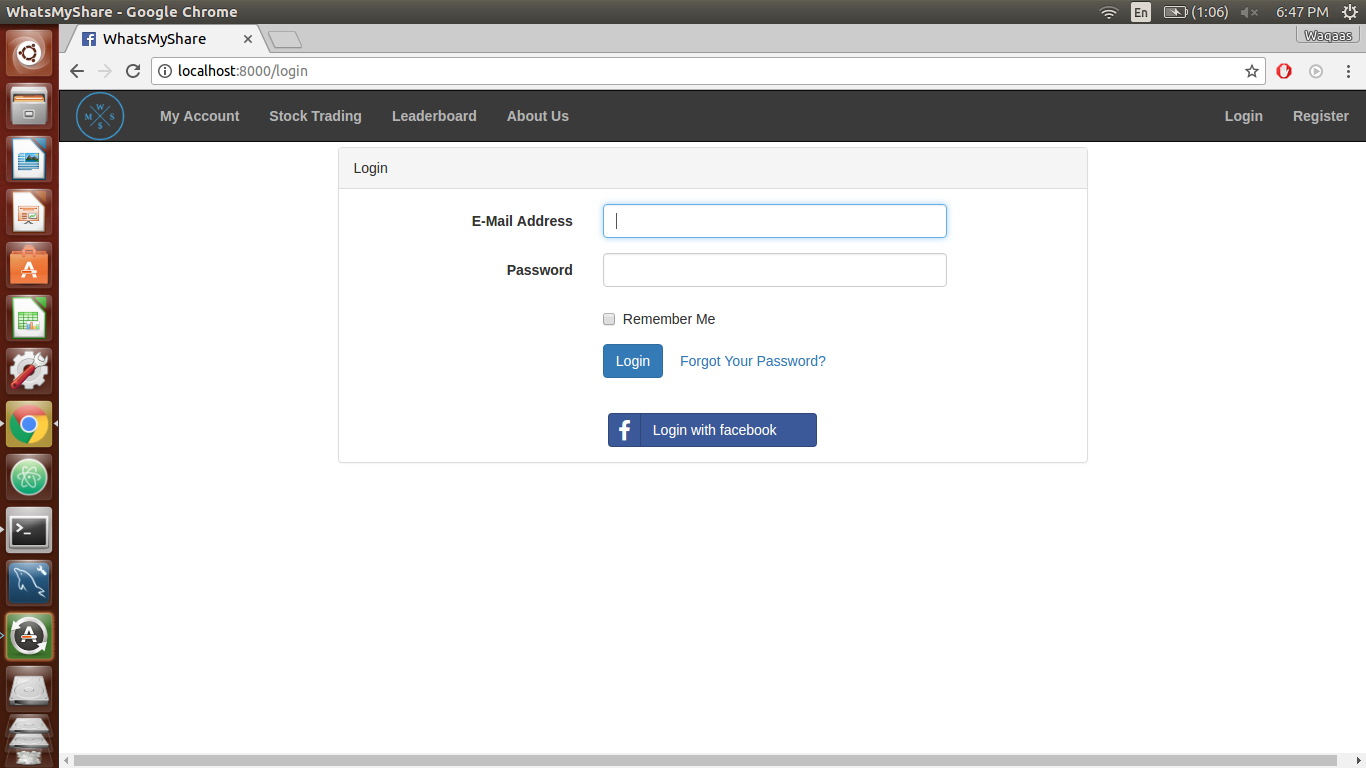 WhatsMyShare - Google Chrome
En (1:06) 6:47 PM
WhatsMyShare
Waqaas
localhost:8000/login
W M S $
My Account Stock Trading Leaderboard About Us Login Register
Login
E-Mail Address
Password
Remember Me
Login Forgot Your Password?
f Login with facebook